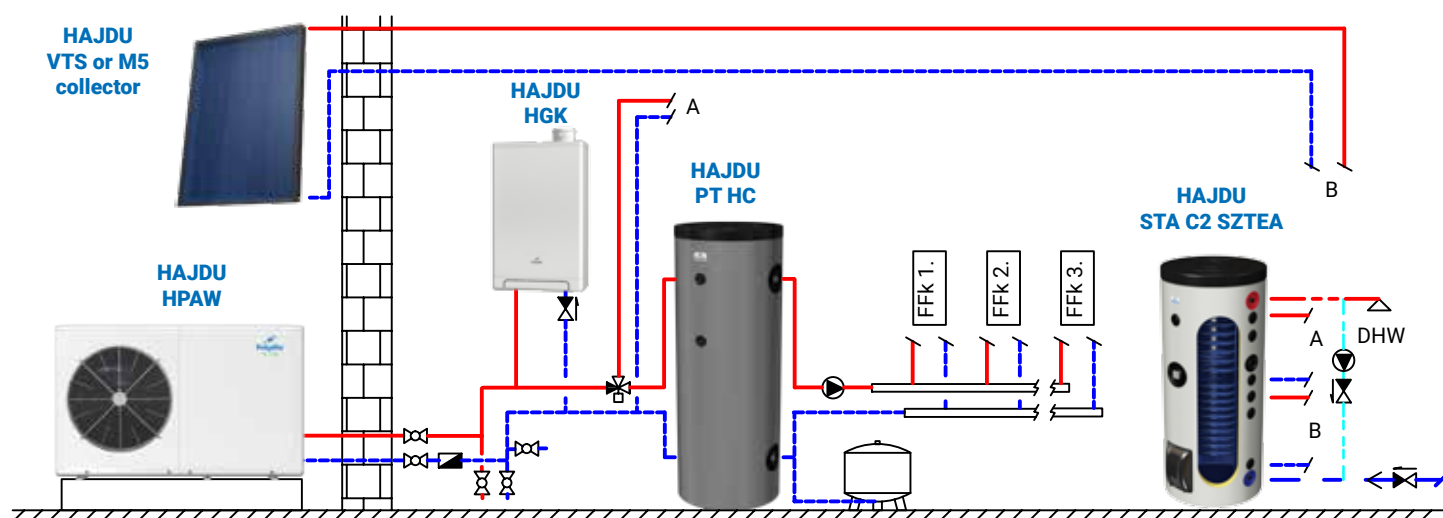 HAJDU
VTS or M5
collector
HAJDU
HGK
A
B
HAJDU
PT HC
HAJDU
STA C2 SZTEA
HAJDU
HPAW
FFk 1.
FFk 2.
FFk 3.
A
DHW
B